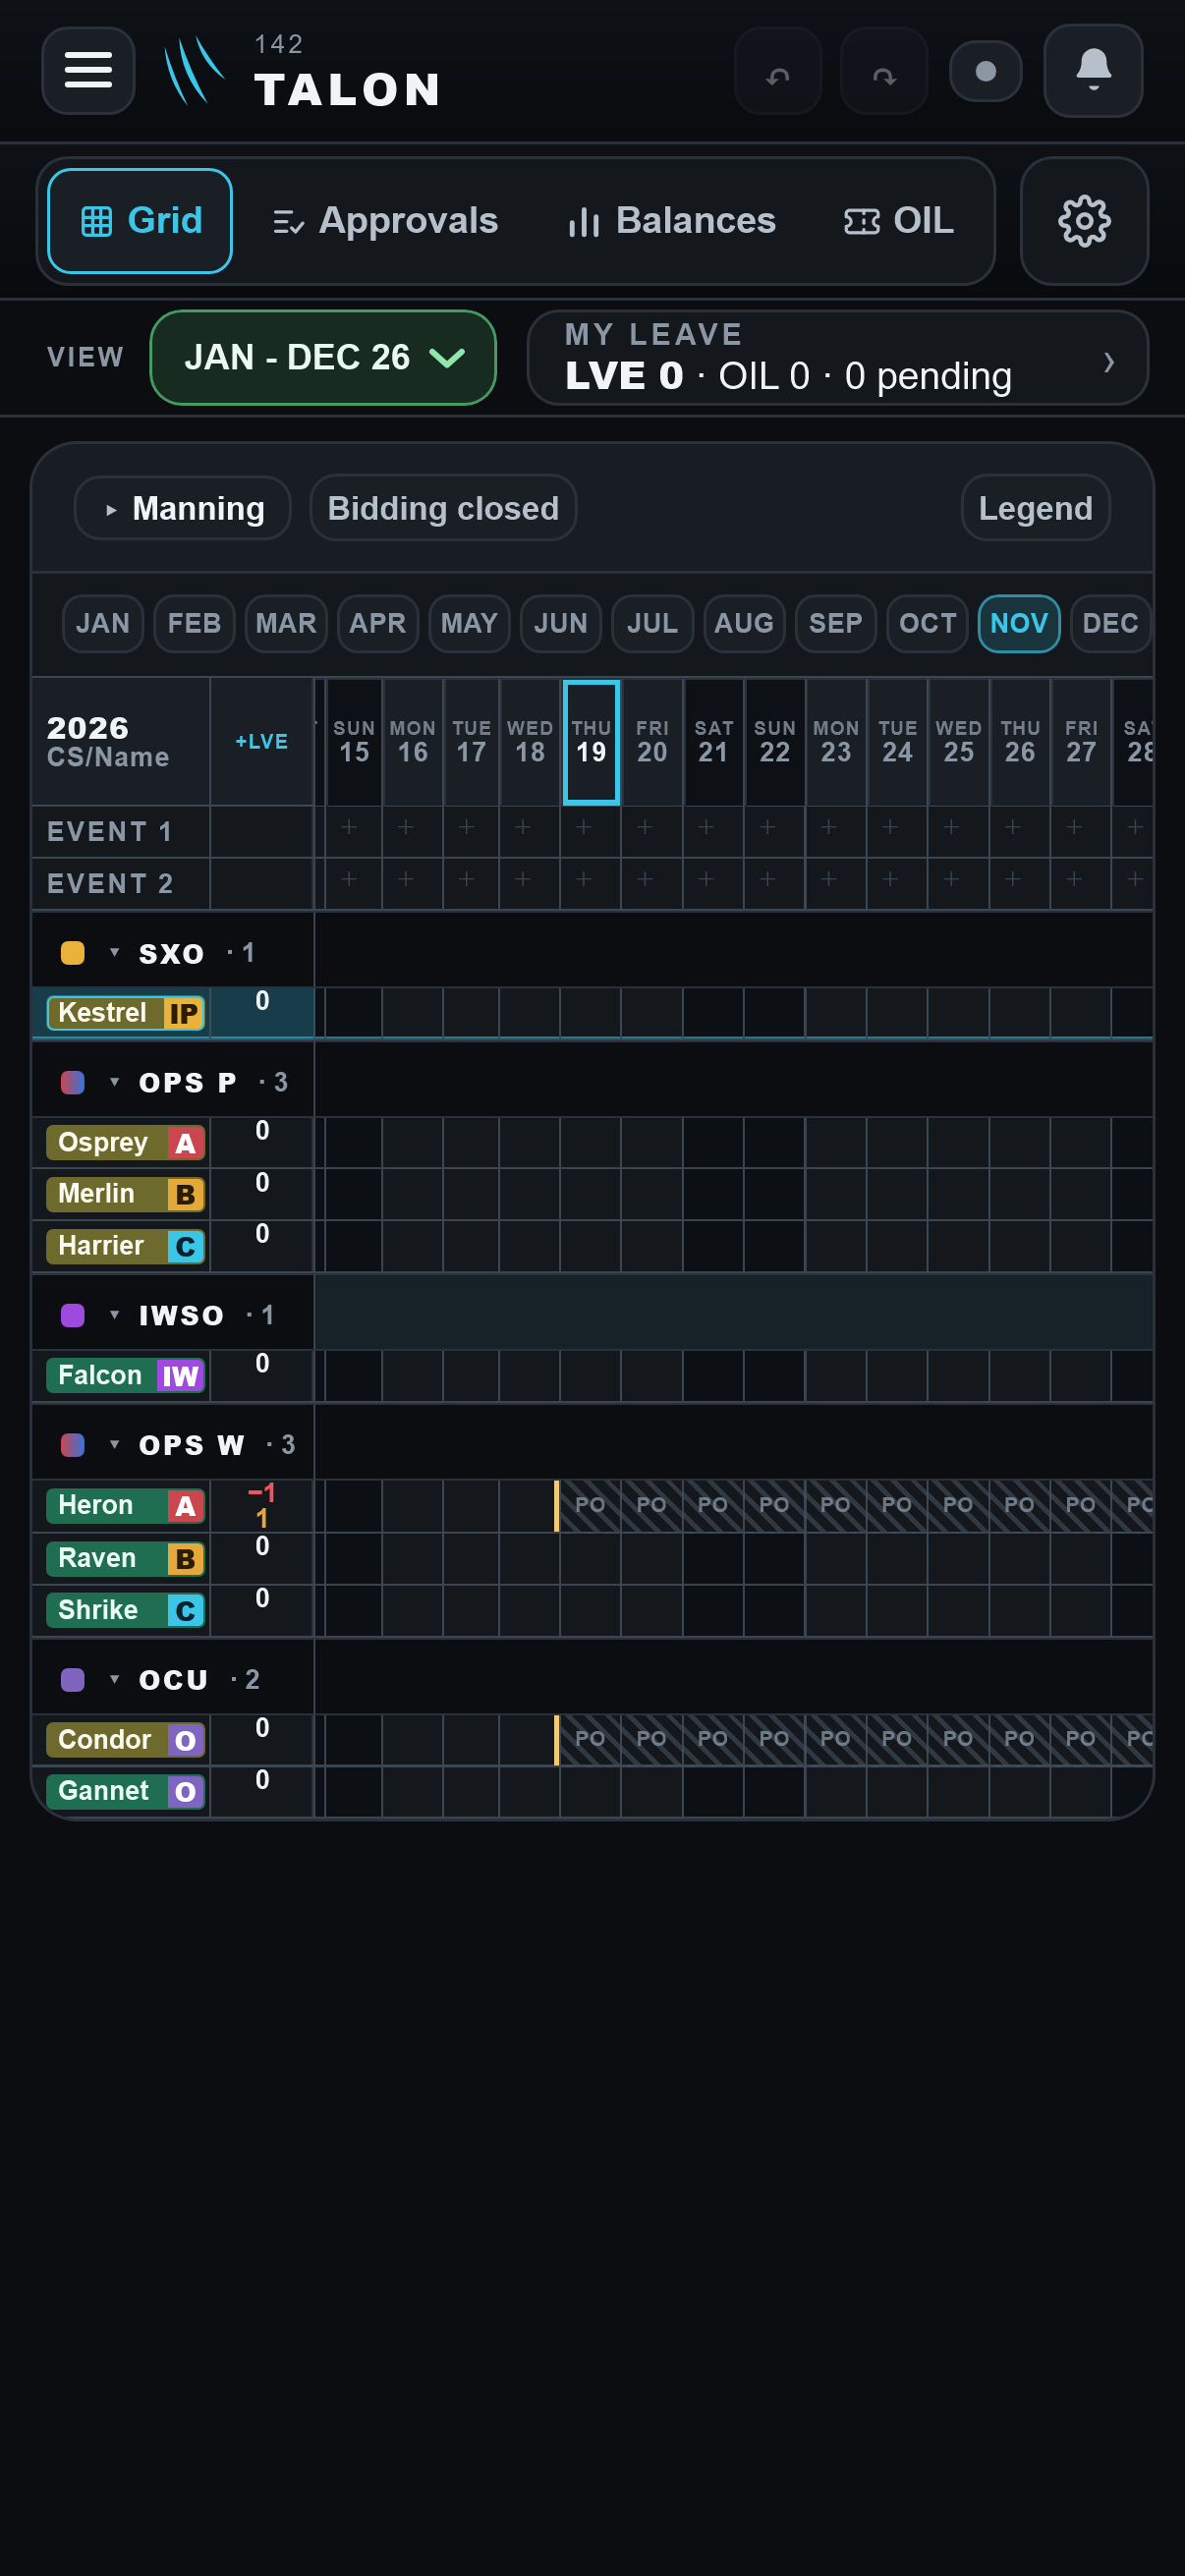 142
TALON
Grid
Approvals
Balances
OIL
VIEW
JAN - DEC 26
MY LEAVE
LVE 0 · OIL 0 · 0 pending
Manning
Bidding closed
Legend
JAN FEB MAR APR MAY JUN JUL AUG SEP OCT NOV DEC
2026
CS/Name
+LVE
SUN MON TUE WED THU FRI SAT SUN MON TUE WED THU FRI
15 16 17 18 19 20 21 22 23 24 25 26 27 28
EVENT 1 + + + + + + + + + + + + + +
EVENT 2 + + + + + + + + + + + + + +
SXO · 1
Kestrel IP 0
OPS P · 3
Osprey A 0
Merlin B 0
Harrier C 0
IWSO · 1
Falcon IW 0
OPS W · 3
Heron A −1 1 PO PO PO PO PO PO PO PO PO
Raven B 0
Shrike C 0
OCU · 2
Condor O 0 PO PO PO PO PO PO PO PO PO
Gannet O 0